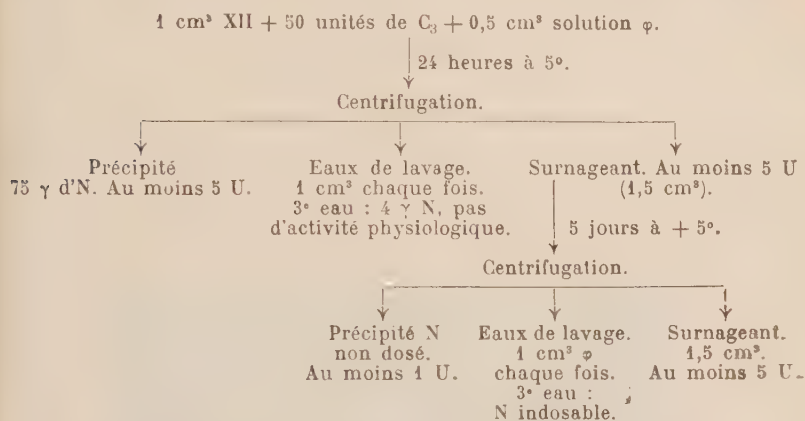 1 cm³ XII + 50 unités de C₃ + 0,5 cm³ solution φ.
24 heures à 5°.
Centrifugation.
Précipité
75 γ d'N. Au moins 5 U.
Eaux de lavage.
1 cm³ chaque fois.
3ᵉ eau : 4 γ N, pas
d'activité physiologique.
Surnageant. Au moins 5 U
(1,5 cm³).
5 jours à + 5°.
Centrifugation.
Précipité N
non dosé.
Au moins 1 U.
Eaux de lavage.
1 cm³ φ
chaque fois.
3ᵉ eau :
N indosable.
Surnageant.
1,5 cm³.
Au moins 5 U.